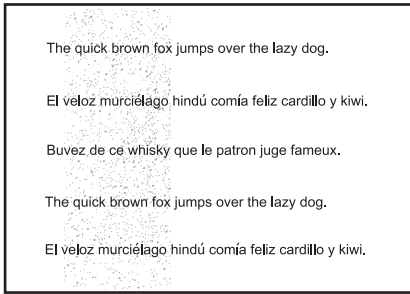 The quick brown fox jumps over the lazy dog.
El veloz murciélago hindú comía feliz cardillo y kiwi.
Buvez de ce whisky que le patron juge fameux.
The quick brown fox jumps over the lazy dog.
El veloz murciélago hindú comía feliz cardillo y kiwi.